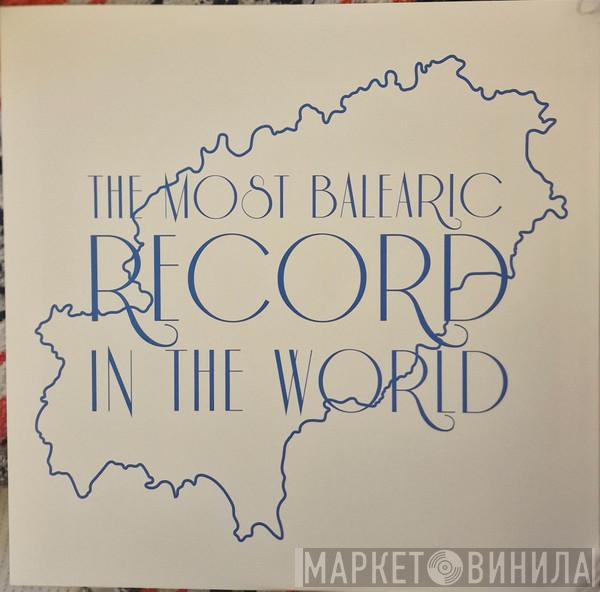 THE MOST BALEARIC
RECORD
IN THE WORLD
МАРКЕТ ВИНИЛА